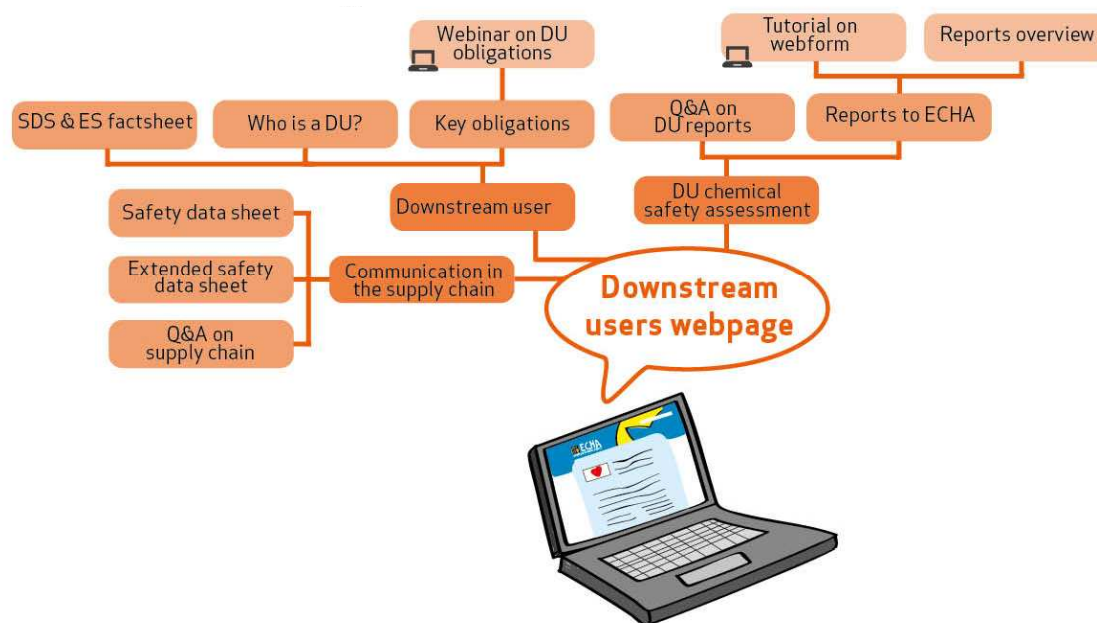 Webinar on DU
obligations
Tutorial on
webform
Reports overview
SDS & ES factsheet
Who is a DU?
Key obligations
Q&A on
DU reports
Reports to ECHA
Safety data sheet
Downstream user
DU chemical
safety assessment
Extended safety
data sheet
Communication in
the supply chain
Downstream
users webpage
Q&A on
supply chain
ECHA